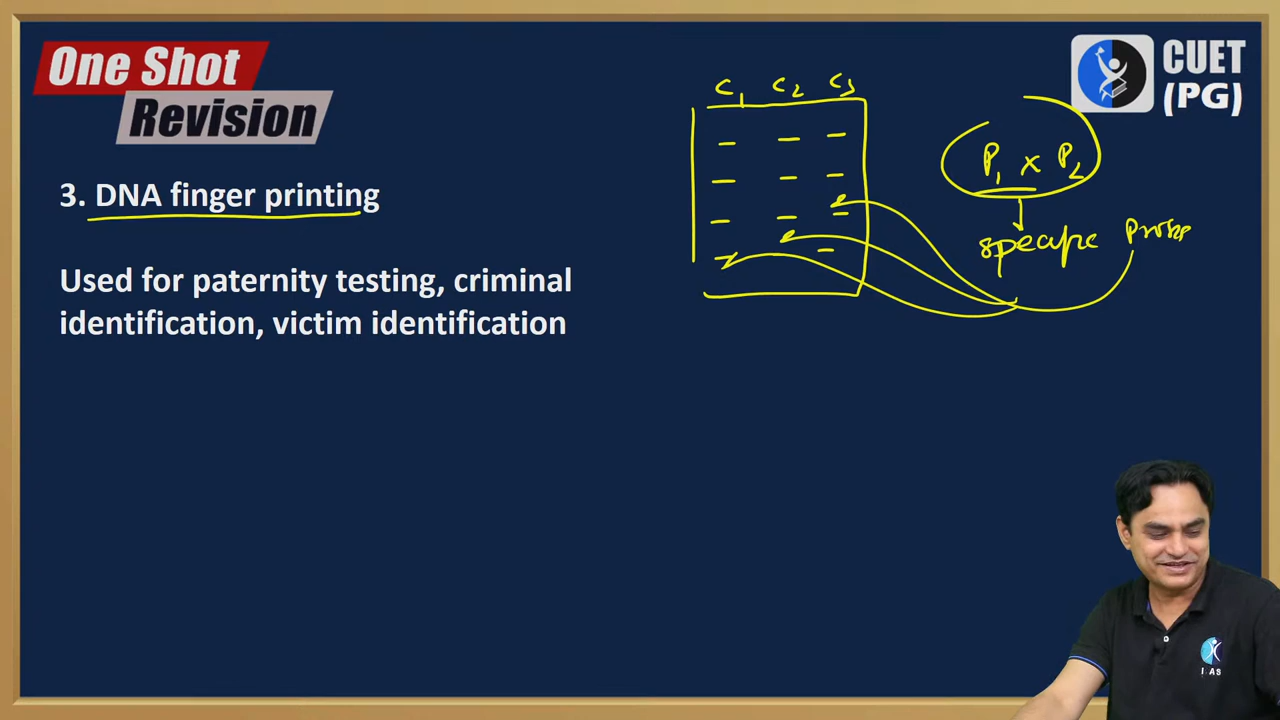 One Shot
Revision
CUET
(PG)
3. DNA finger printing
Used for paternity testing, criminal
identification, victim identification
C1 C2 C3
P1 x P2
specific
Probe